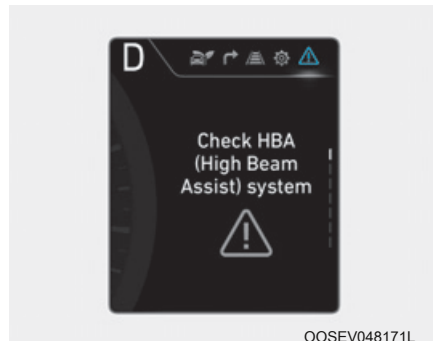 D
Check HBA
(High Beam
Assist) system
OOSEV048171L